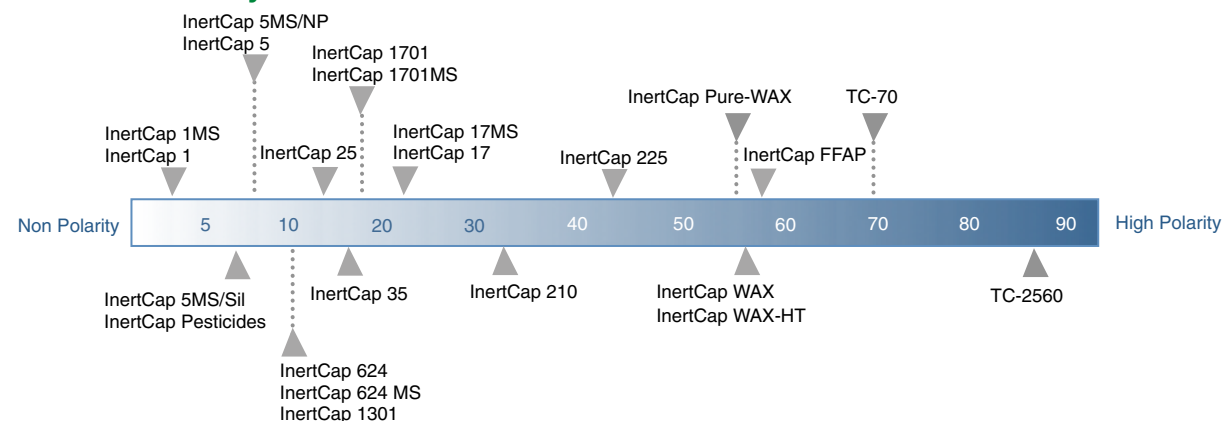 InertCap 5MS/NP
InertCap 5
InertCap 1701
InertCap 1701MS
InertCap Pure-WAX
TC-70
InertCap 1MS
InertCap 1
InertCap 25
InertCap 17MS
InertCap 17
InertCap 225
InertCap FFAP
Non Polarity
5 10 20 30 40 50 60 70 80 90
High Polarity
InertCap 5MS/Sil
InertCap Pesticides
InertCap 35
InertCap 210
InertCap WAX
InertCap WAX-HT
TC-2560
InertCap 624
InertCap 624 MS
InertCap 1301